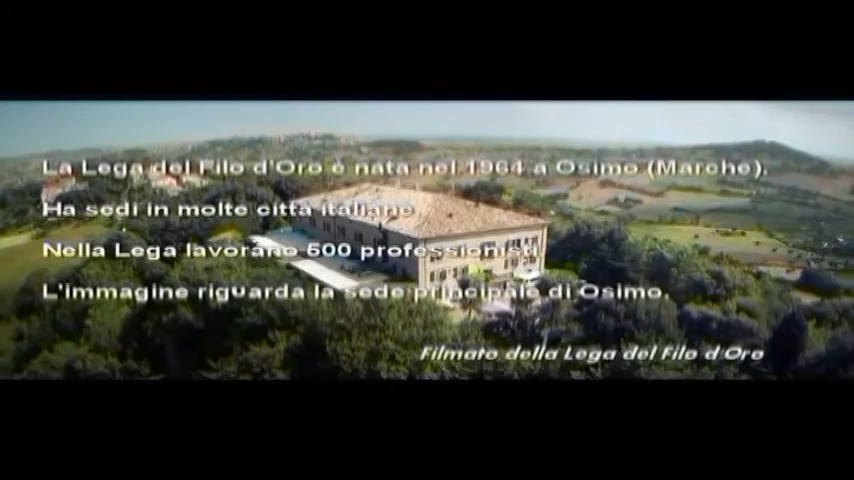 La Lega del Filo d'Oro è nata nel 1964 a Osimo (Marche).
Ha sedi in molte città italiane
Nella Lega lavorano 500 professionisti
L'immagine riguarda la sede principale di Osimo.
Filmato della Lega del Filo d'Oro